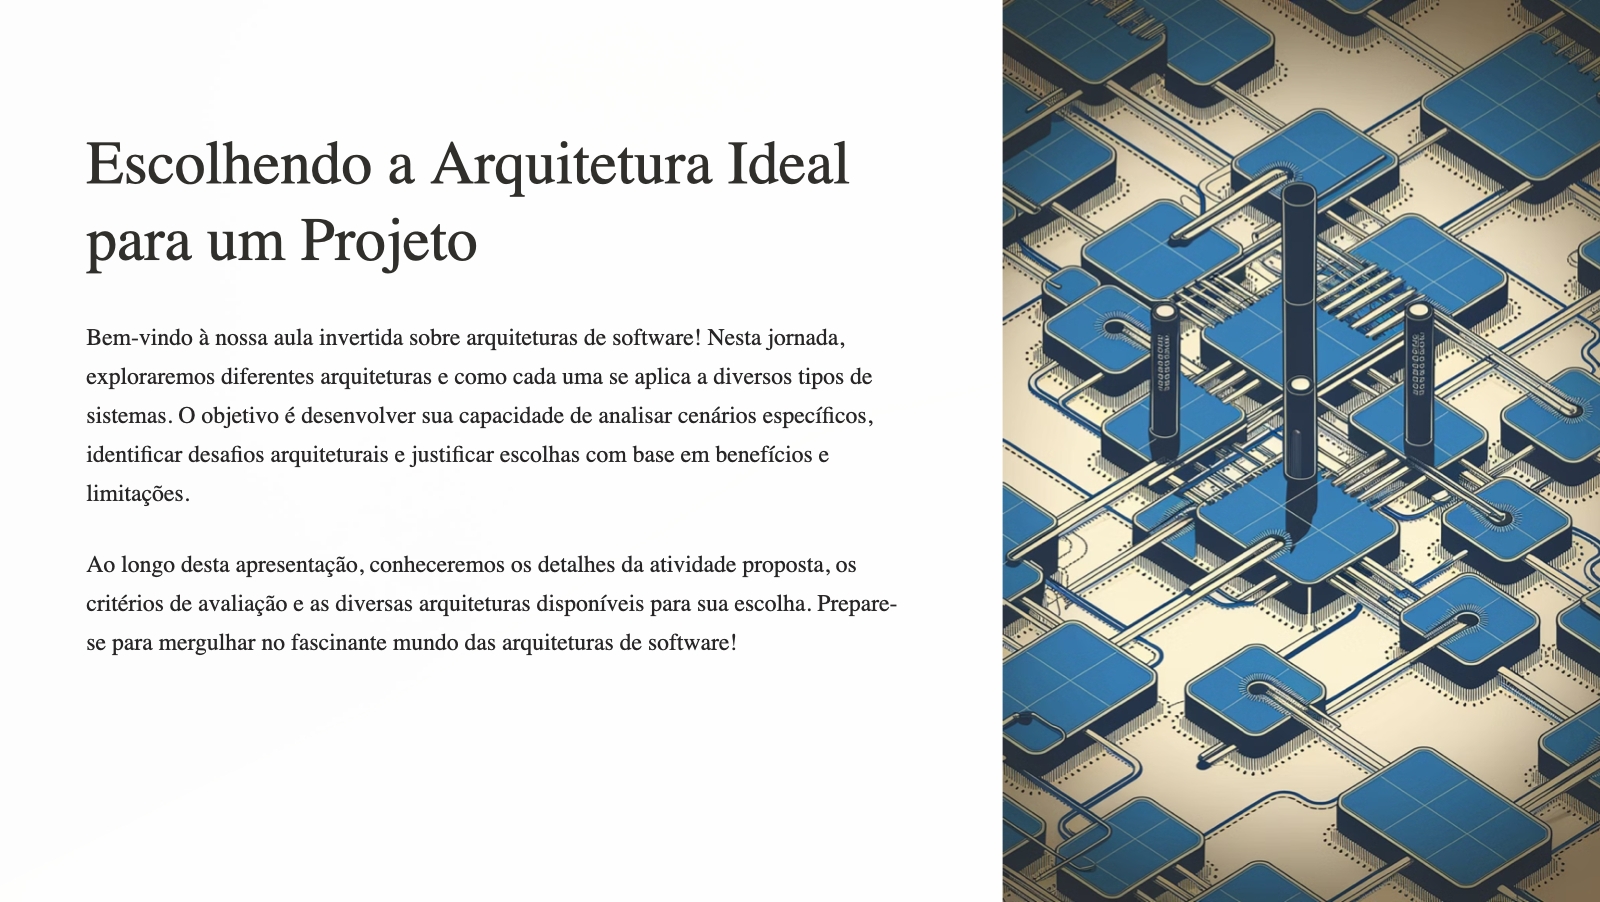 Escolhendo a Arquitetura Ideal
para um Projeto
Bem-vindo à nossa aula invertida sobre arquiteturas de software! Nesta jornada,
exploraremos diferentes arquiteturas e como cada uma se aplica a diversos tipos de
sistemas. O objetivo é desenvolver sua capacidade de analisar cenários específicos,
identificar desafios arquiteturais e justificar escolhas com base em benefícios e
limitações.
Ao longo desta apresentação, conheceremos os detalhes da atividade proposta, os
critérios de avaliação e as diversas arquiteturas disponíveis para sua escolha. Prepare-
se para mergulhar no fascinante mundo das arquiteturas de software!